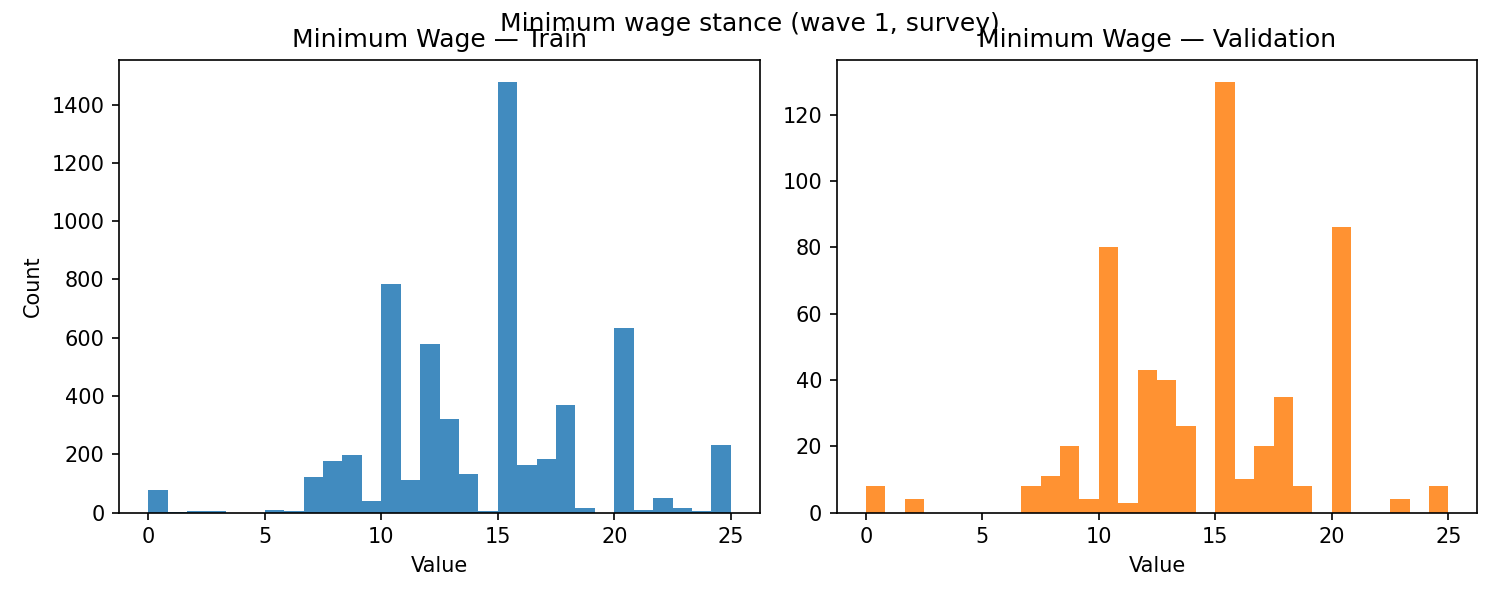 Minimum wage stance (wave 1, survey)
Minimum Wage — Train
Minimum Wage — Validation
Count
1400
1200
1000
800
600
400
200
0
0 5 10 15 20 25
Value
120
100
80
60
40
20
0
0 5 10 15 20 25
Value